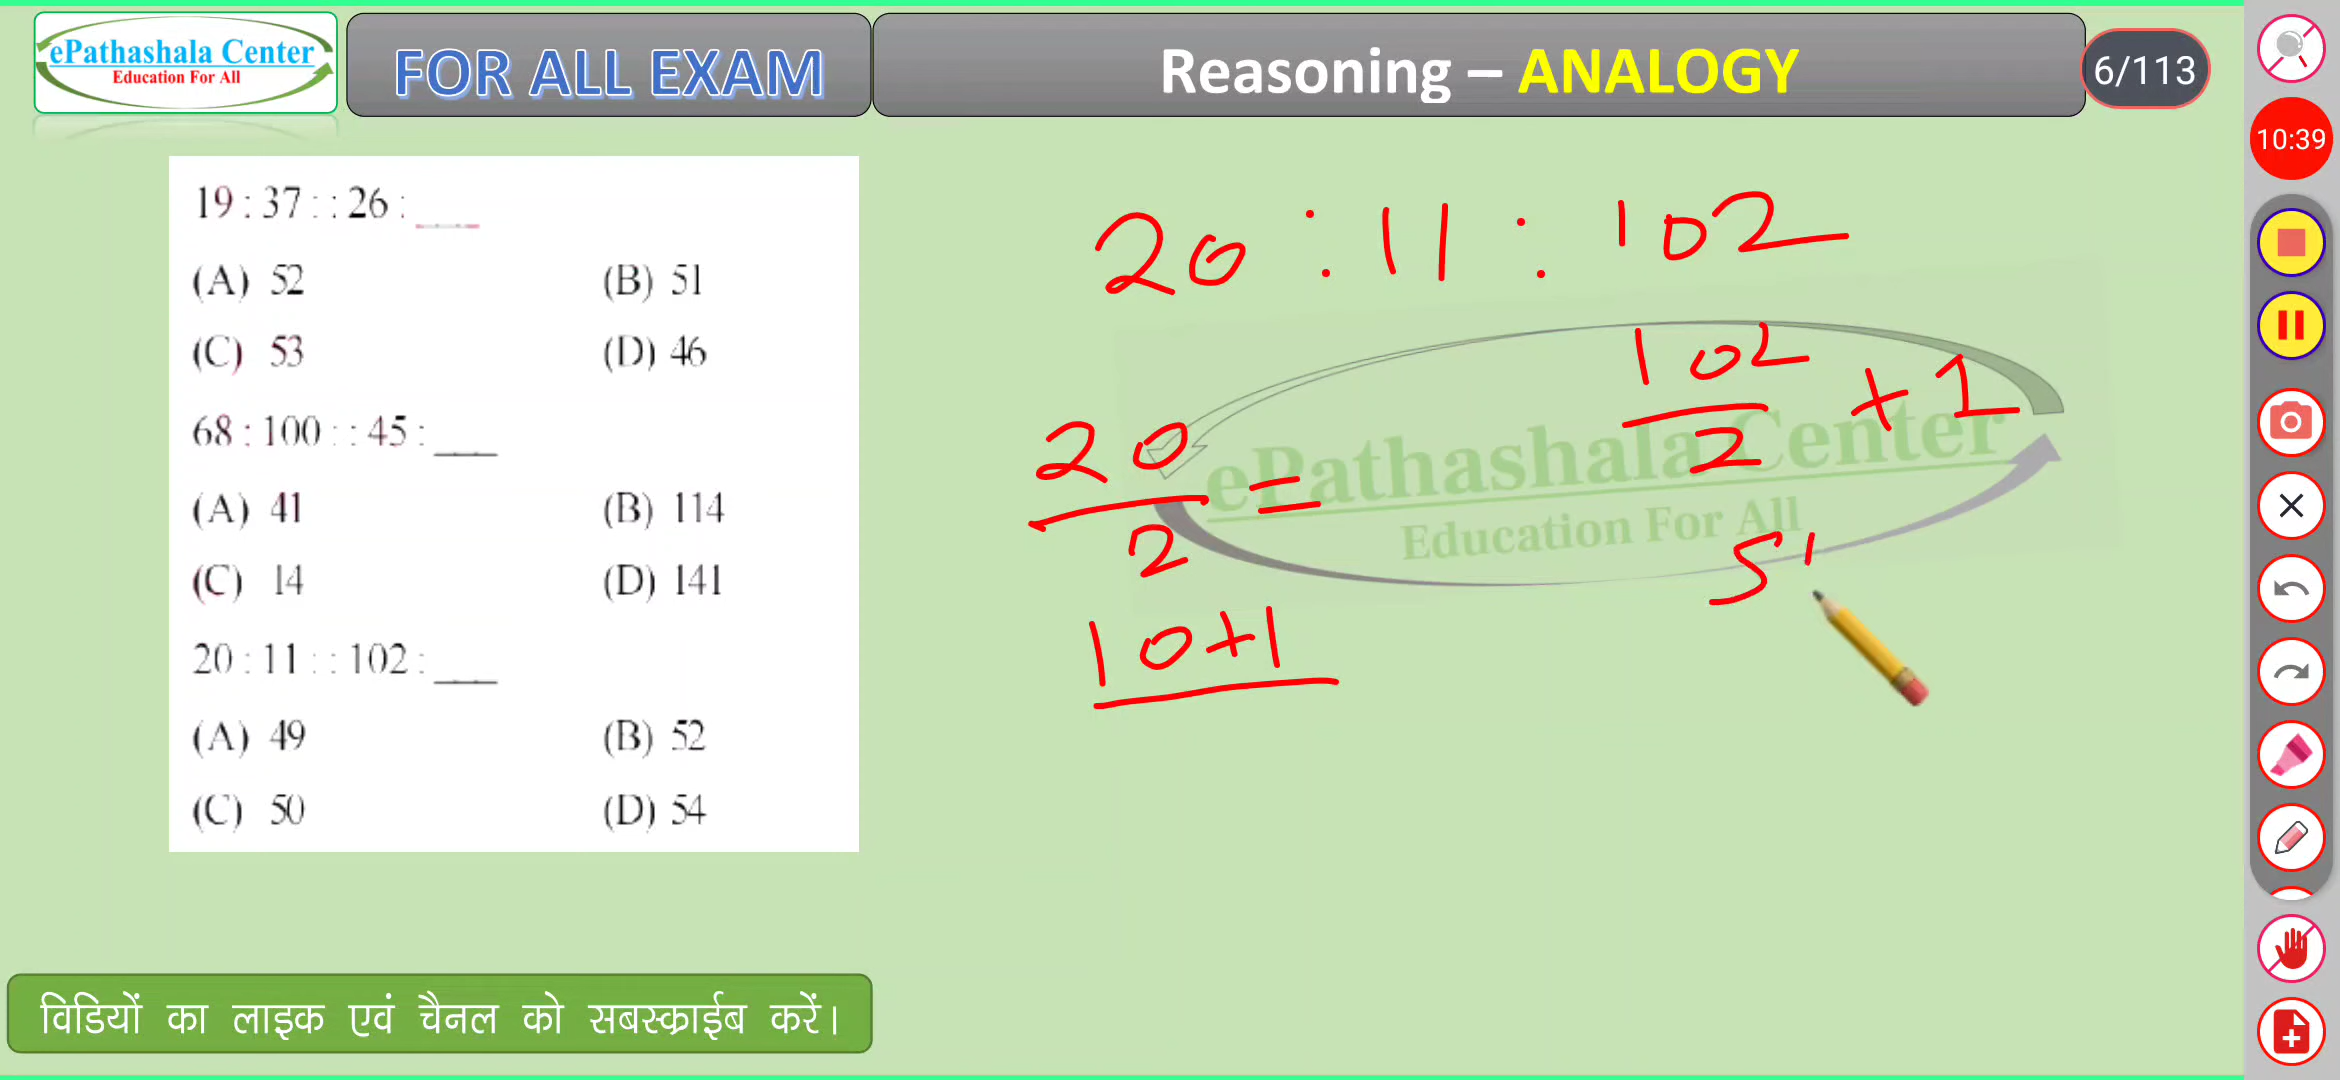 ePathashala Center
Education For All
FOR ALL EXAM
Reasoning – ANALOGY
6/113
10:39
19 : 37 : : 26 : ___
(A) 52 (B) 51
(C) 53 (D) 46
68 : 100 : : 45 : ___
(A) 41 (B) 114
(C) 14 (D) 141
20 : 11 : : 102 : ___
(A) 49 (B) 52
(C) 50 (D) 54
20 : 11 : 102
20/2 =
10+1
102/2 + 1
51
ePathashala Center
Education For All
विडियों का लाइक एवं चैनल को सबस्क्राईब करें।